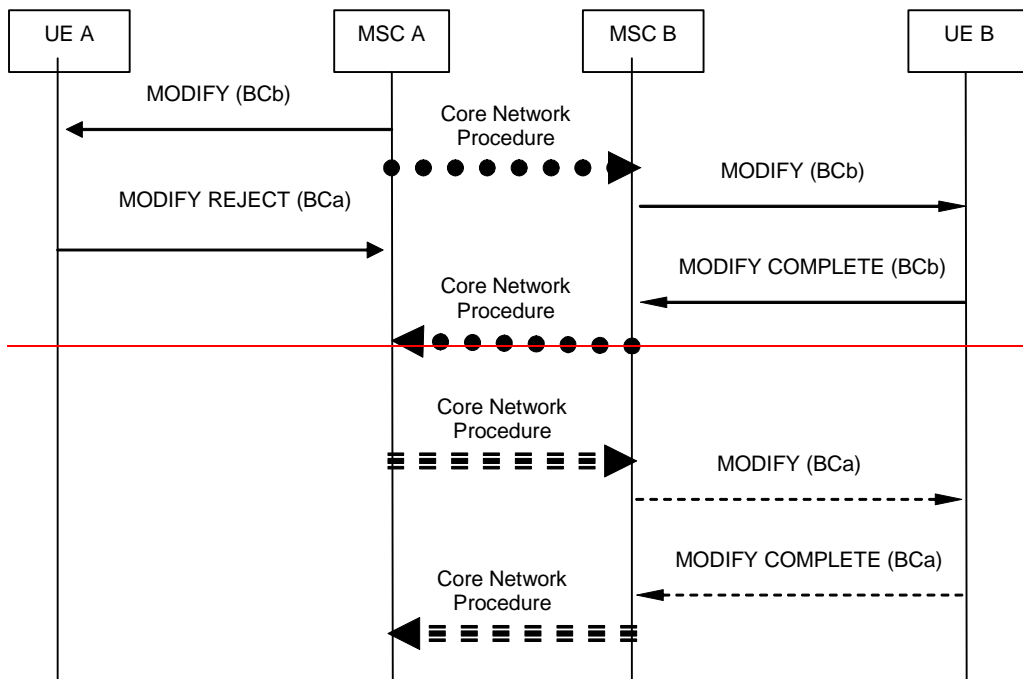 UE A
MSC A
MSC B
UE B
MODIFY (BCb)
Core Network
Procedure
MODIFY (BCb)
MODIFY REJECT (BCa)
MODIFY COMPLETE (BCb)
Core Network
Procedure
Core Network
Procedure
MODIFY (BCa)
MODIFY COMPLETE (BCa)
Core Network
Procedure